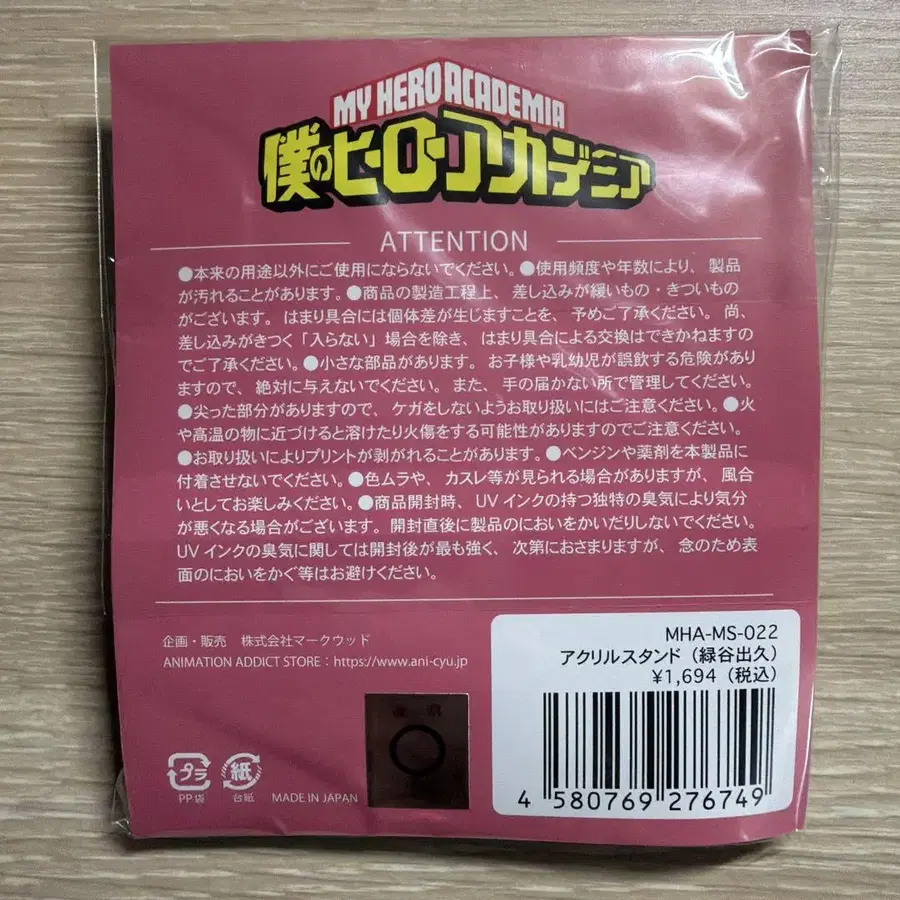 MY HERO ACADEMIA
僕のヒーローアカデミア
ATTENTION
●本来の用途以外にご使用にならないでください。●使用頻度や年数により、製品
が汚れることがあります。●商品の製造工程上、差し込みが緩いもの・きついもの
がございます。はまり具合には個体差が生じますことを、予めご了承ください。尚、
差し込みがきつく「入らない」場合を除き、はまり具合による交換はできかねますの
でご了承ください。●小さな部品があります。お子様や乳幼児が誤飲する危険があり
ますので、絶対に与えないでください。また、手の届かない所で管理してください。
●尖った部分がありますので、ケガをしないようお取り扱いにはご注意ください。●火
や高温の物に近づけると溶けたり火傷をする可能性がありますのでご注意ください。
●お取り扱いによりプリントが剥がれることがあります。●ベンジンや薬剤を本製品に
付着させないでください。●色ムラや、カスレ等が見られる場合がありますが、風合
いとしてお楽しみください。●商品開封時、UVインクの持つ独特の臭気により気分
が悪くなる場合がございます。開封直後に製品のにおいをかいだりしないでください。
UVインクの臭気に関しては開封後が最も強く、次第におさまりますが、念のため表
面のにおいをかぐ等はお避けください。
企画・販売 株式会社マークウッド
ANIMATION ADDICT STORE：https://www.ani-cyu.jp
MHA-MS-022
アクリルスタンド（緑谷出久）
¥1,694（税込）
4 580769 276749
プラ
PP袋
紙
台紙
MADE IN JAPAN